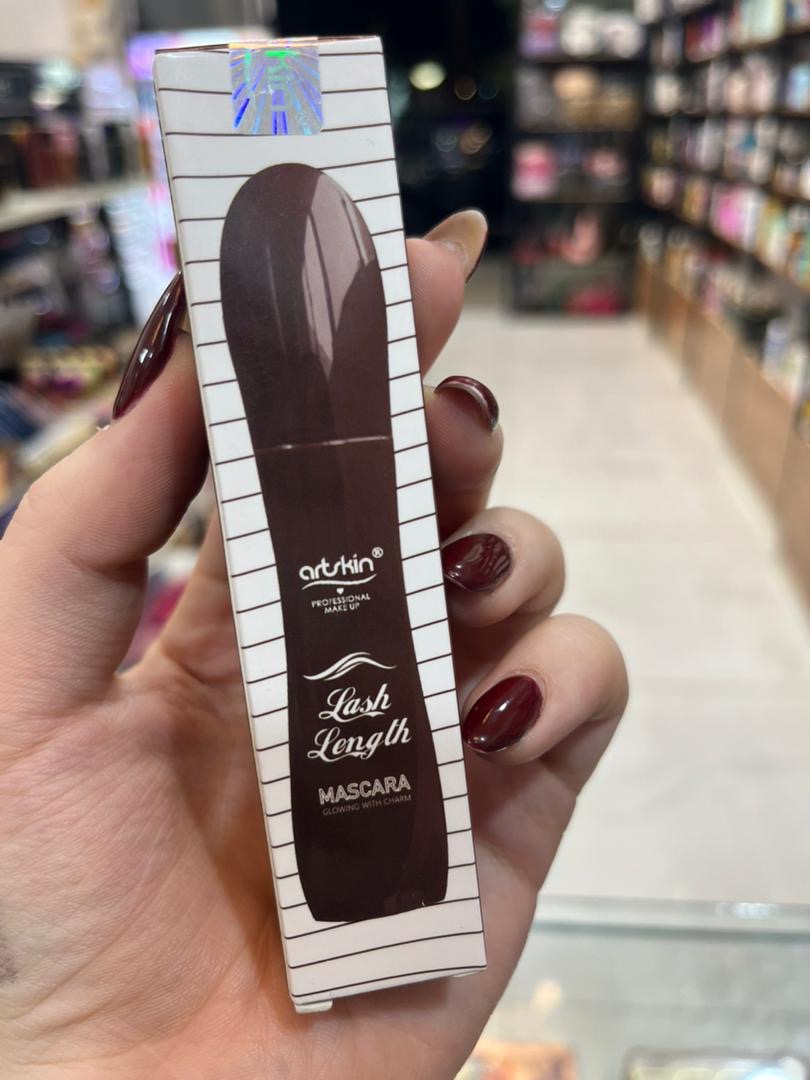 artskin®
PROFESSIONAL
MAKE UP
Lash
Length
MASCARA
GLOWING WITH CHARM